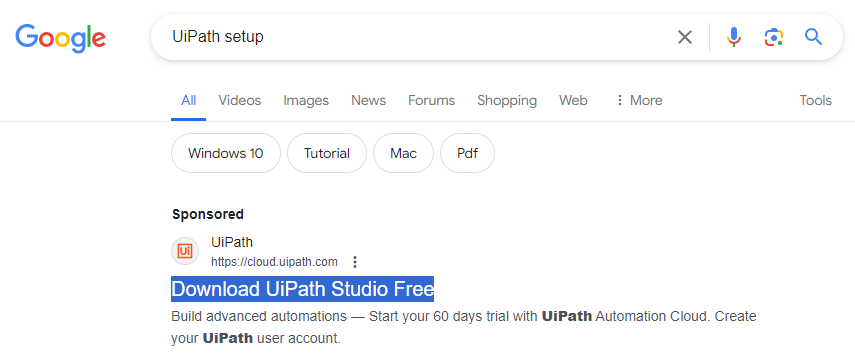 Google
UiPath setup
All Videos Images News Forums Shopping Web More Tools
Windows 10 Tutorial Mac Pdf
Sponsored
Ui
UiPath
https://cloud.uipath.com
Download UiPath Studio Free
Build advanced automations — Start your 60 days trial with UiPath Automation Cloud. Create
your UiPath user account.